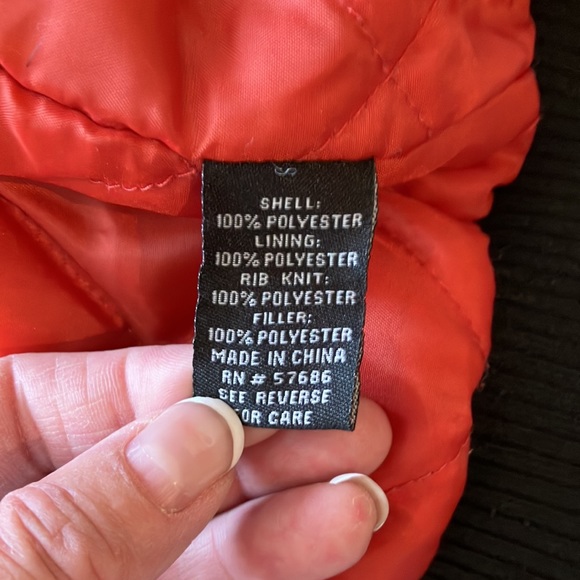 S
SHELL:
100% POLYESTER
LINING:
100% POLYESTER
RIB KNIT:
100% POLYESTER
FILLER:
100% POLYESTER
MADE IN CHINA
RN # 57686
SEE REVERSE
FOR CARE